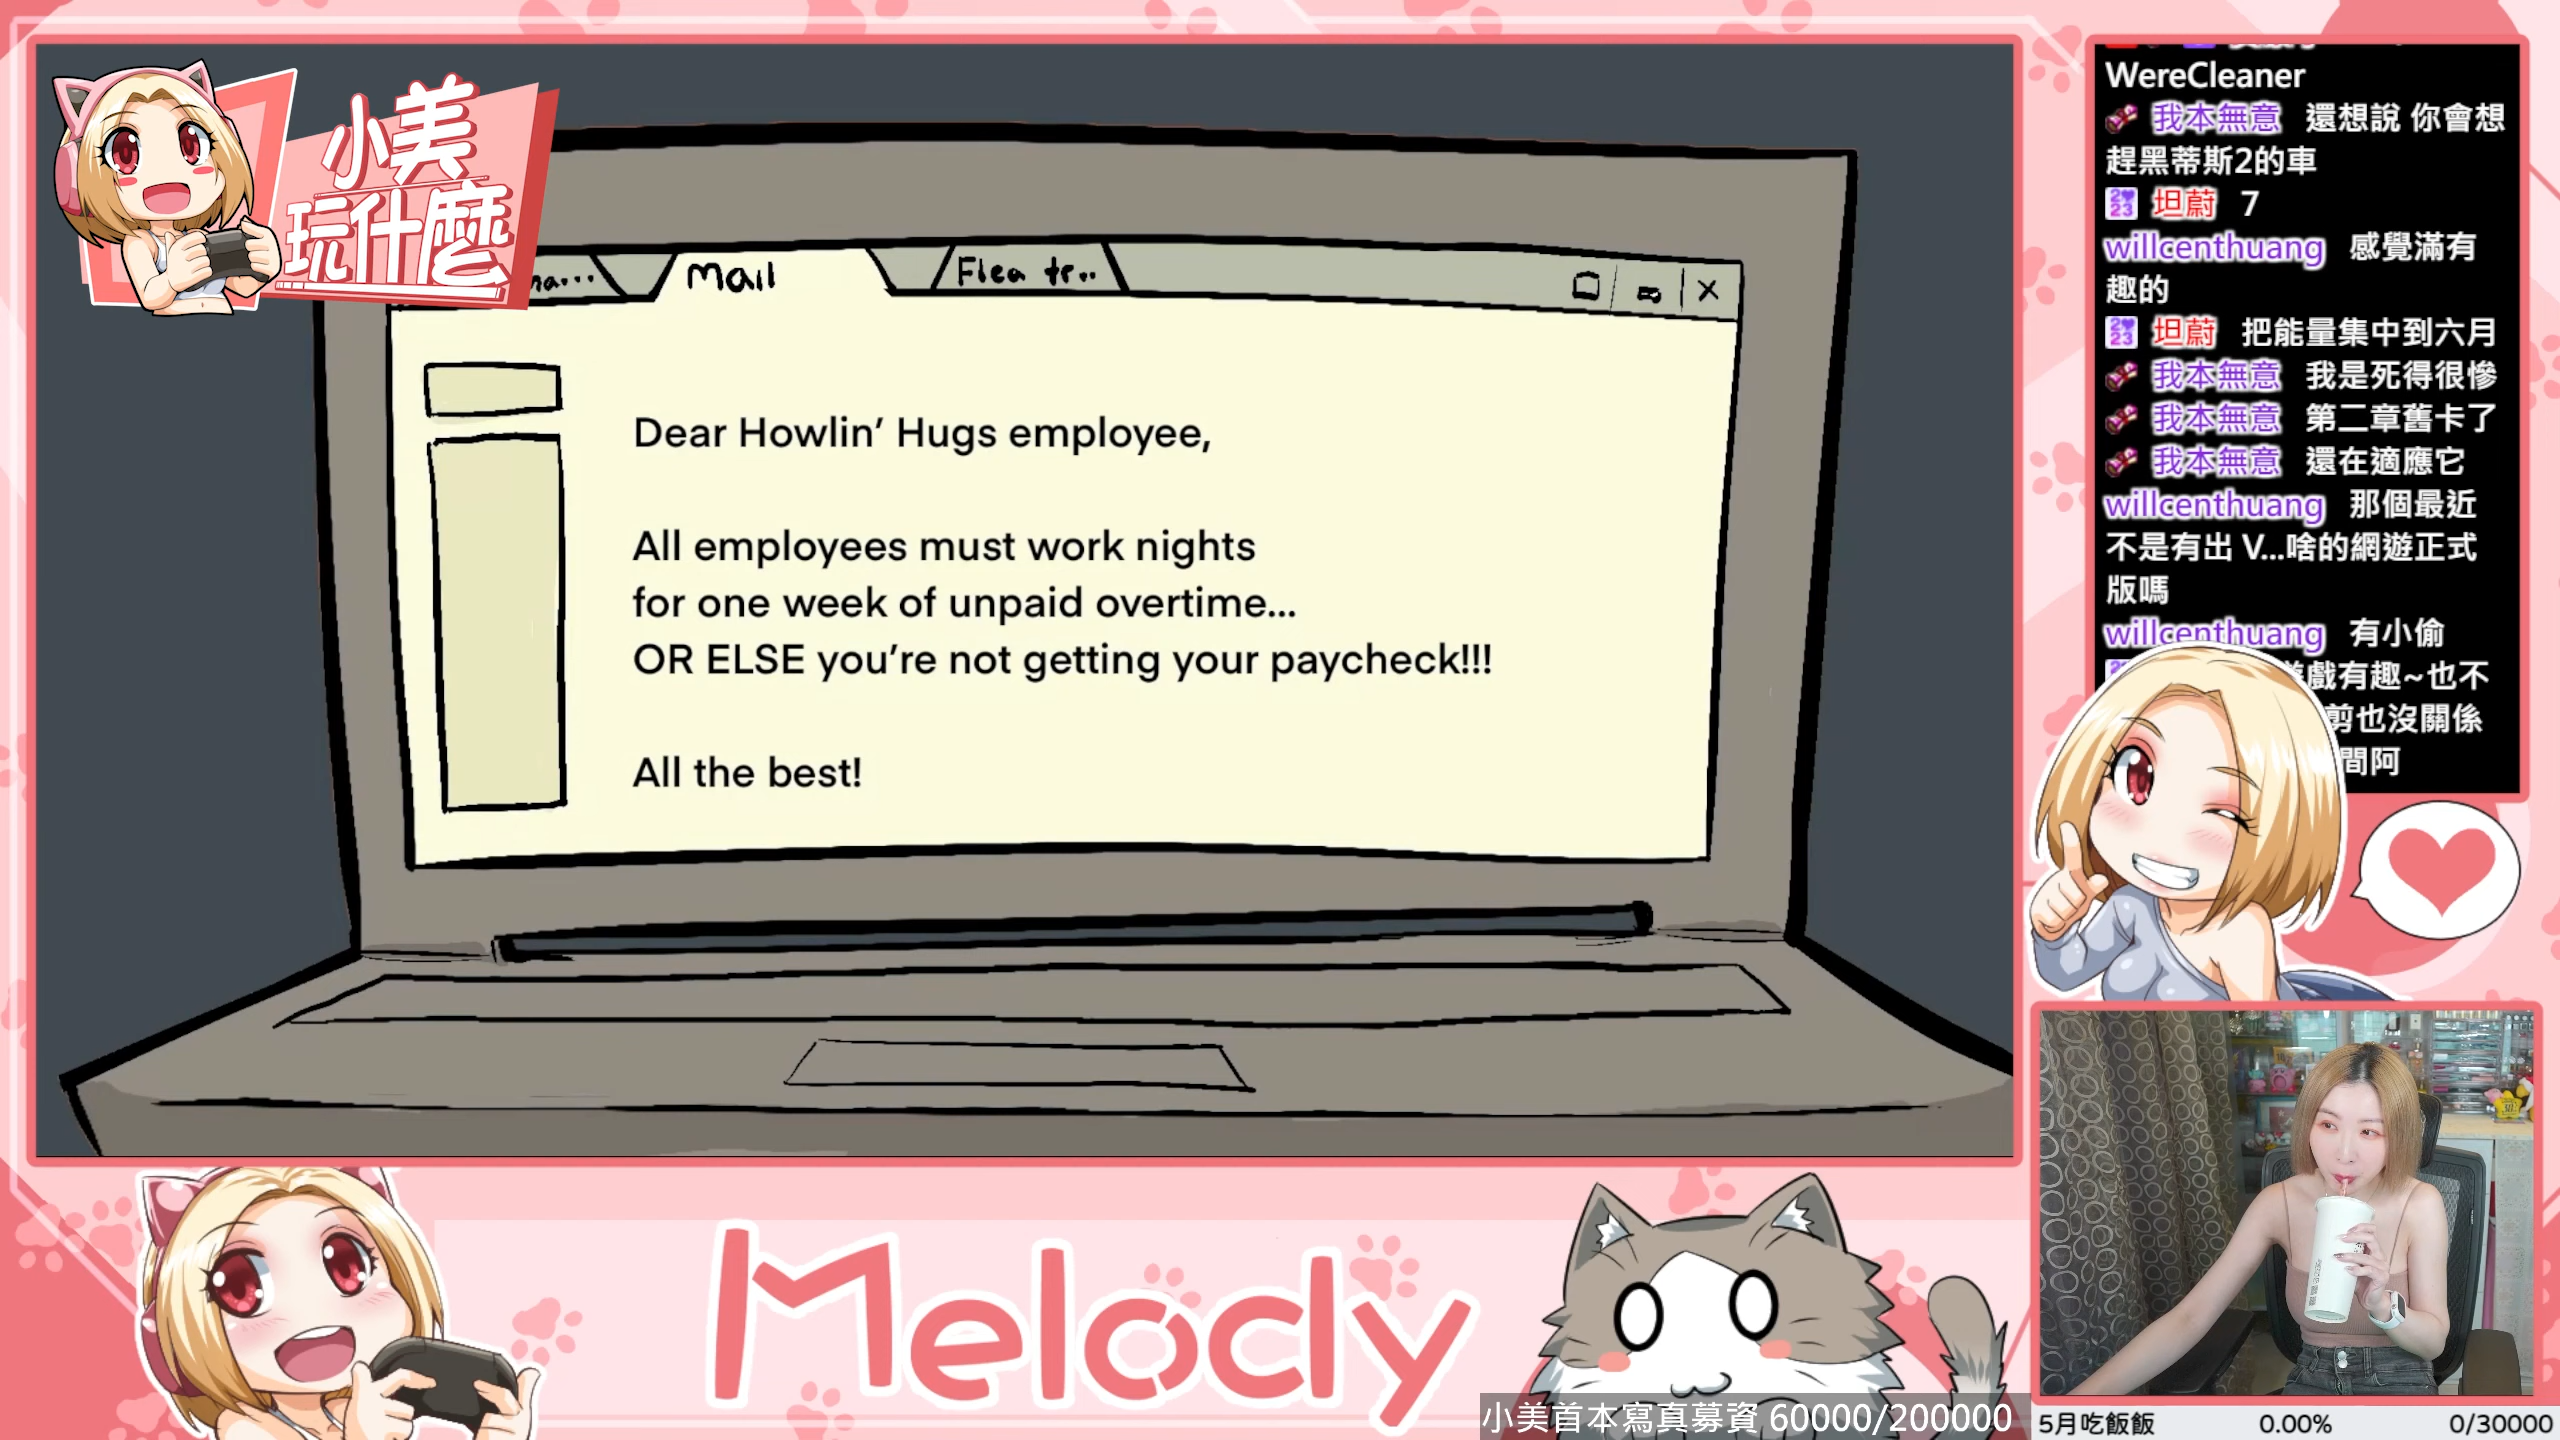 小美
玩什麼
na...
Mail
Flea tr..
Dear Howlin' Hugs employee,
All employees must work nights
for one week of unpaid overtime...
OR ELSE you're not getting your paycheck!!!
All the best!
WereCleaner
我本無意 還想說 你會想
趕黑蒂斯2的車
坦蔚 7
willcenthuang 感覺滿有
趣的
坦蔚 把能量集中到六月
我本無意 我是死得很慘
我本無意 第二章舊卡了
我本無意 還在適應它
willcenthuang 那個最近
不是有出 V...啥的網遊正式
版嗎
willcenthuang 有小偷
戲有趣~也不
剪也沒關係
間阿
Melody
小美首本寫真募資 60000/200000
5月吃飯飯 0.00% 0/30000